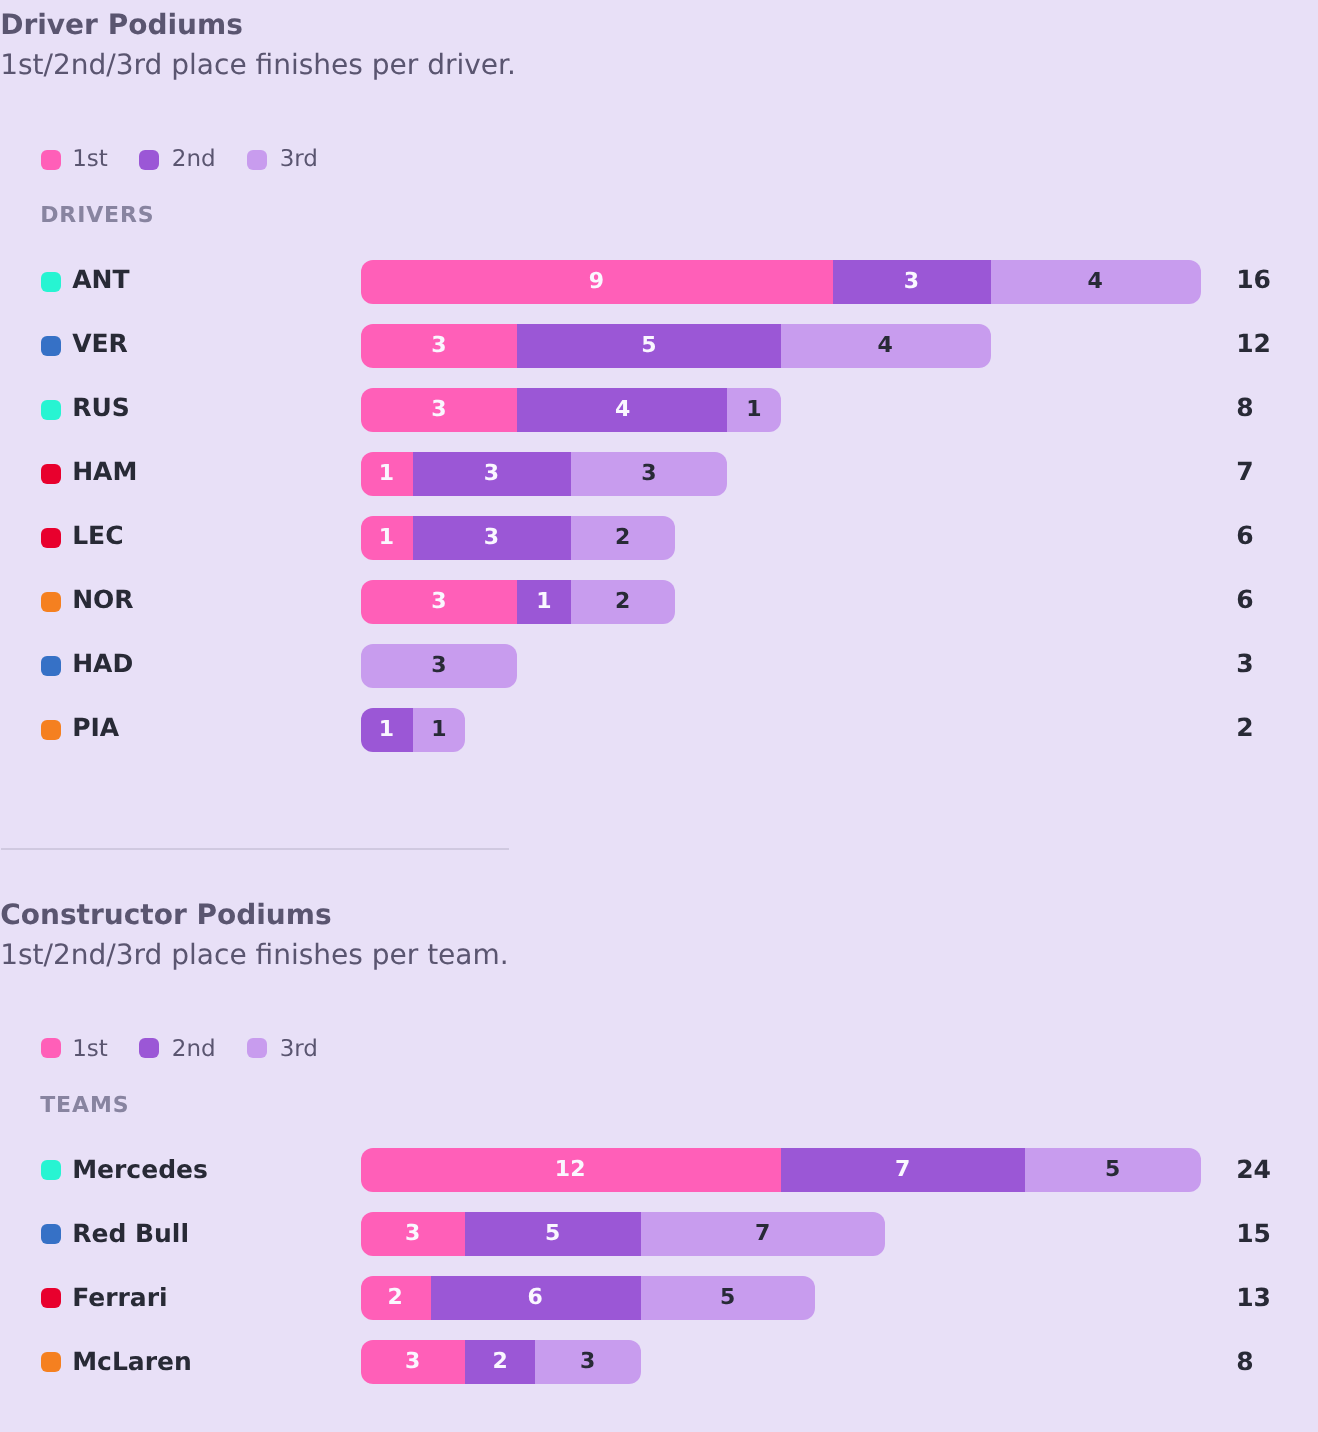 Driver Podiums
1st/2nd/3rd place finishes per driver.
1st 2nd 3rd
DRIVERS
ANT 9 3 4 16
VER 3 5 4 12
RUS 3 4 1 8
HAM 1 3 3 7
LEC 1 3 2 6
NOR 3 1 2 6
HAD 3 3
PIA 1 1 2
Constructor Podiums
1st/2nd/3rd place finishes per team.
1st 2nd 3rd
TEAMS
Mercedes 12 7 5 24
Red Bull 3 5 7 15
Ferrari 2 6 5 13
McLaren 3 2 3 8